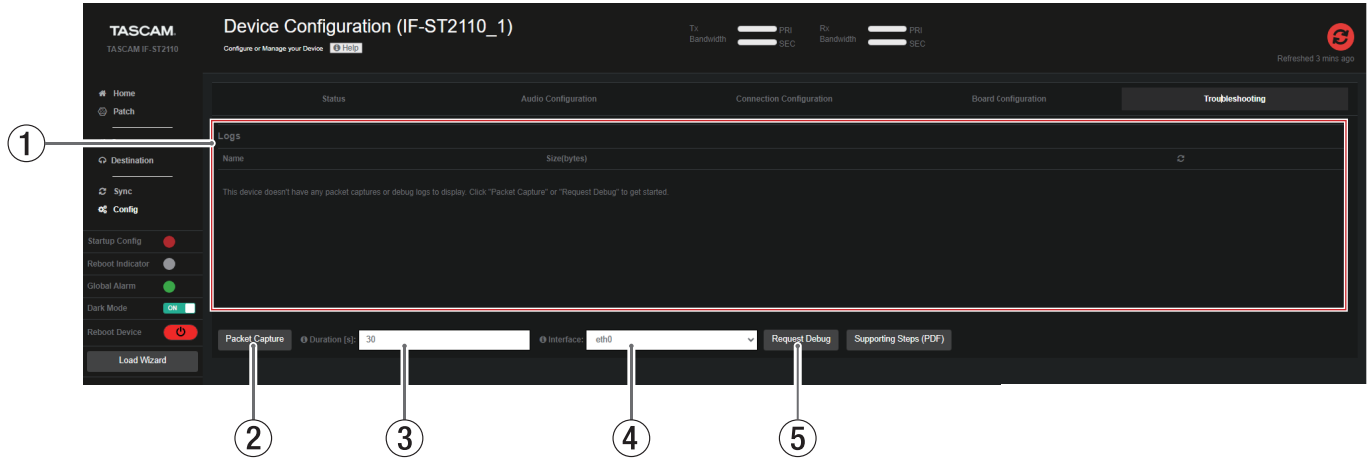 TASCAM
TASCAM IF-ST2110
Device Configuration (IF-ST2110_1)
Configure or Manage your Device Help
Tx Bandwidth PRI SEC
Rx Bandwidth PRI SEC
Refreshed 3 mins ago
Home
Patch
Destination
Sync
Config
Startup Config
Reboot Indicator
Global Alarm
Dark Mode ON
Reboot Device
Load Wizard
Status Audio Configuration Connection Configuration Board Configuration Troubleshooting
Logs
Name Size(bytes)
This device doesn't have any packet captures or debug logs to display. Click "Packet Capture" or "Request Debug" to get started.
Packet Capture Duration [s]: 30 Interface: eth0 Request Debug Supporting Steps (PDF)
1
2 3 4 5